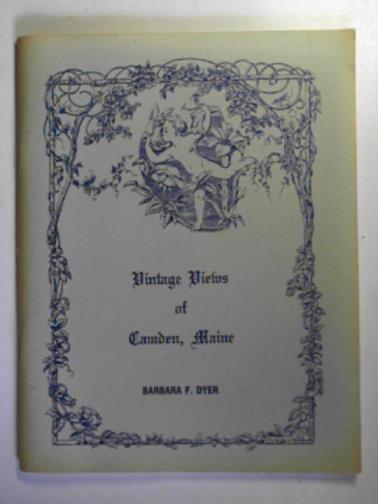 Vintage Views
of
Camden, Maine
BARBARA F. DYER